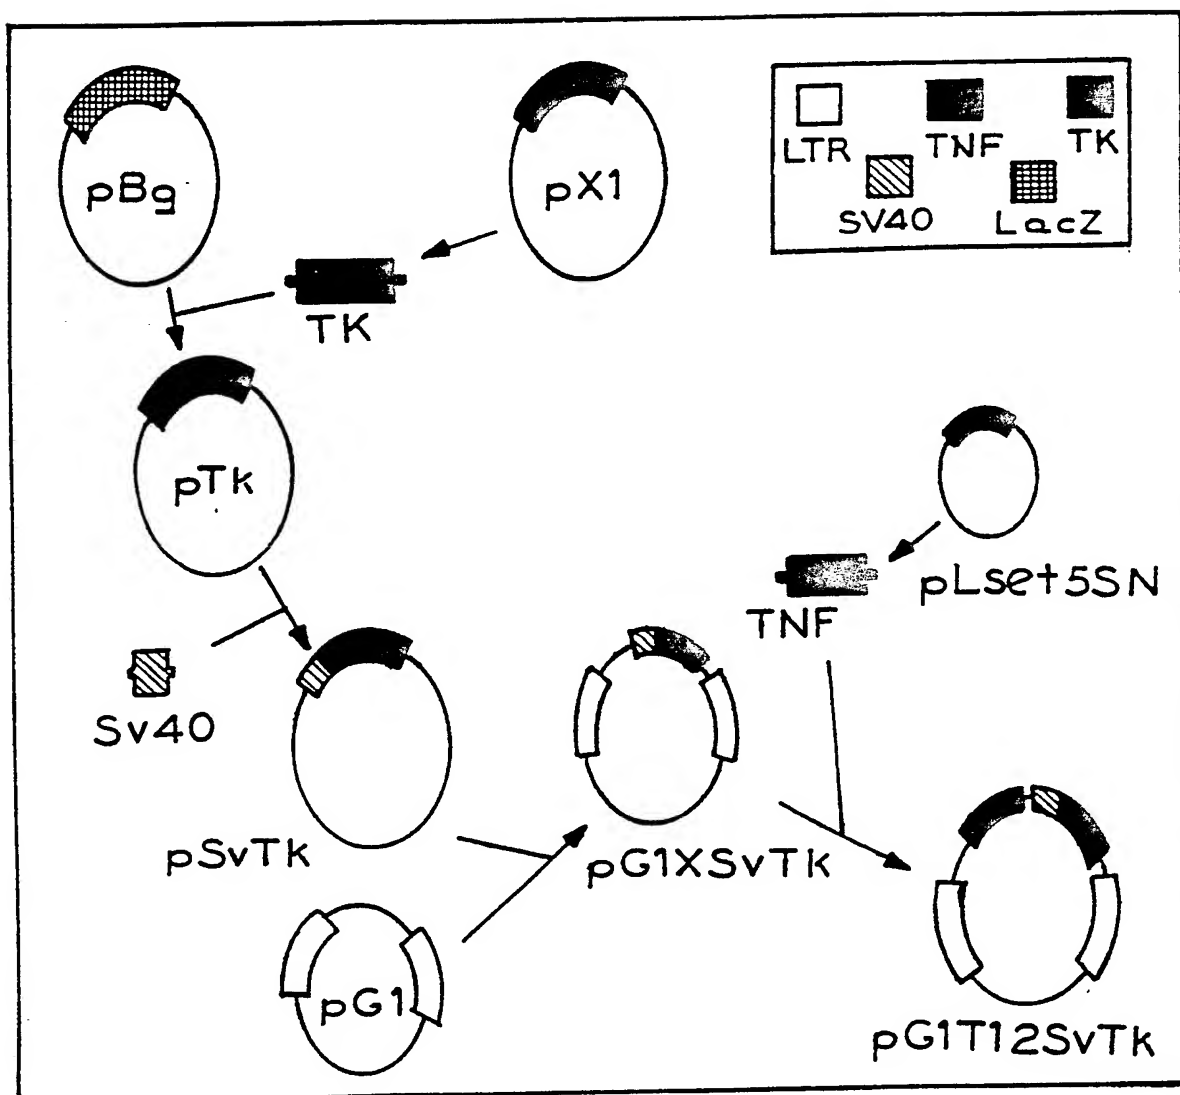 pBg
pX1
LTR
TNF
TK
SV40
LacZ
TK
pTk
pLset5SN
TNF
Sv40
pSvTk
pG1XSvTk
pG1
pG1T12SvTk